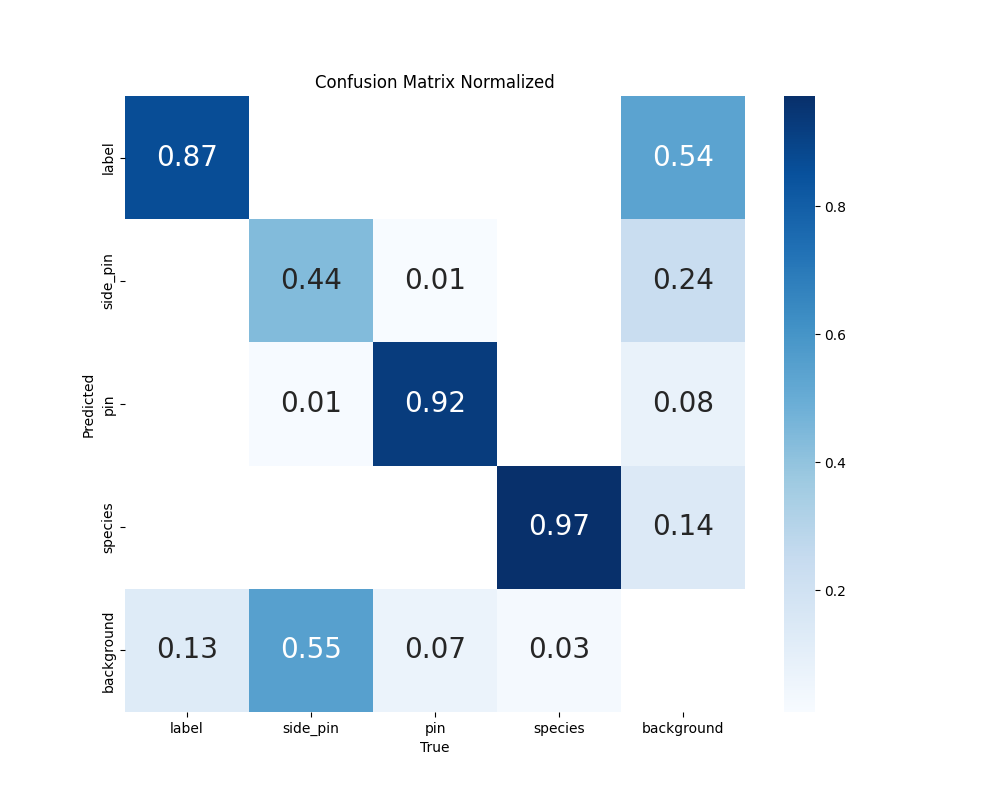 Confusion Matrix Normalized
label
0.87
0.54
side_pin
0.44
0.01
0.24
Predicted
pin
0.01
0.92
0.08
species
0.97
0.14
background
0.13
0.55
0.07
0.03
label
side_pin
pin
species
background
True
0.8
0.6
0.4
0.2